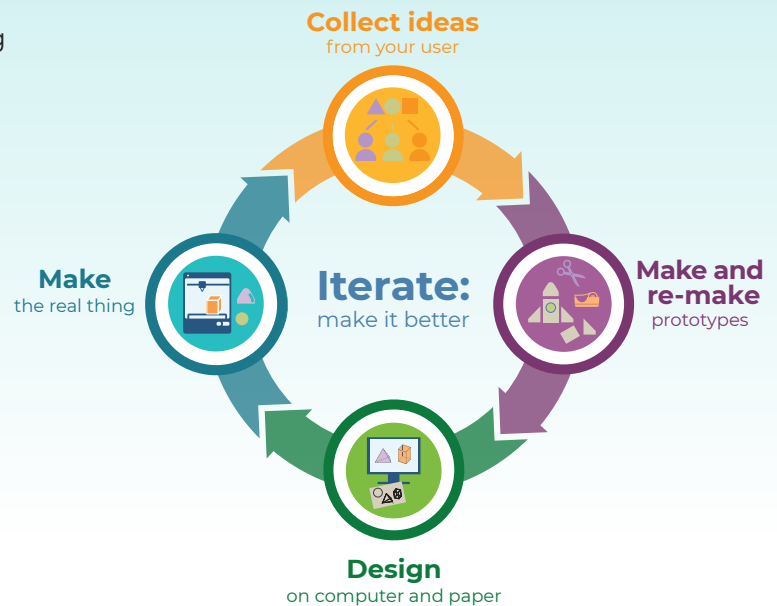 Collect ideas
from your user
Make and
re-make
prototypes
Iterate:
make it better
Make
the real thing
Design
on computer and paper